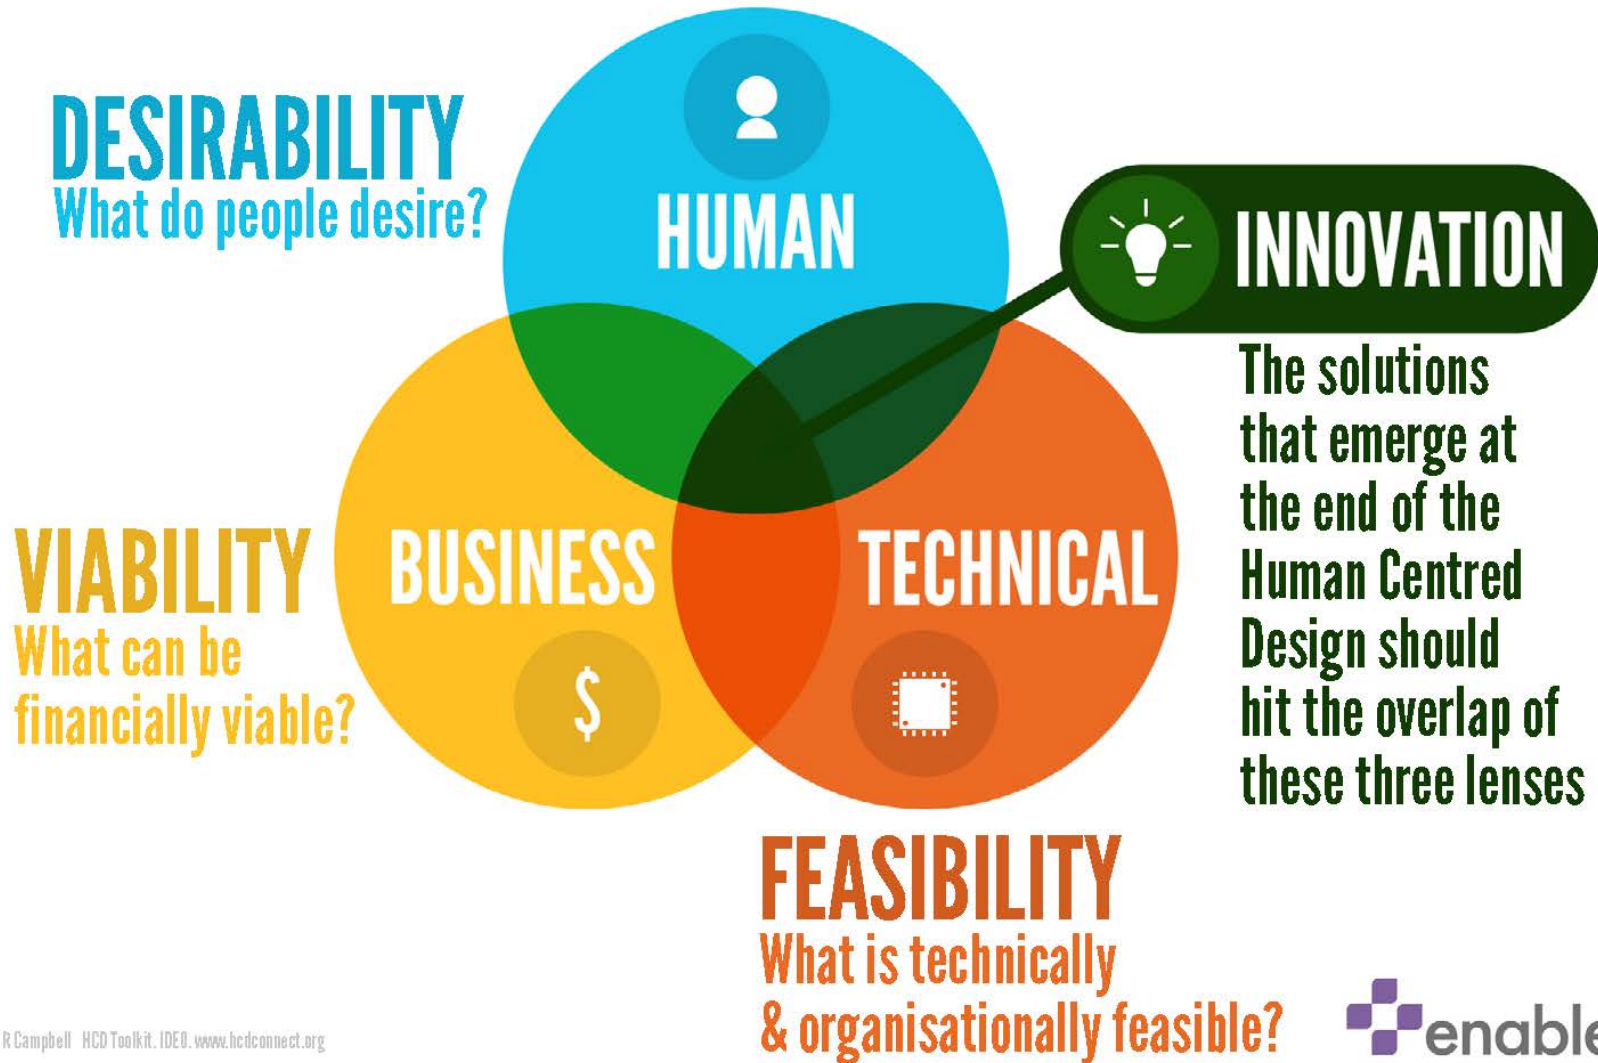 DESIRABILITY
What do people desire?
HUMAN
INNOVATION
The solutions
that emerge at
the end of the
Human Centred
Design should
hit the overlap of
these three lenses
VIABILITY
What can be
financially viable?
BUSINESS
$
TECHNICAL
FEASIBILITY
What is technically
& organisationally feasible?
R Campbell HCD Toolkit. IDEO. www.hcdconnect.org
enable